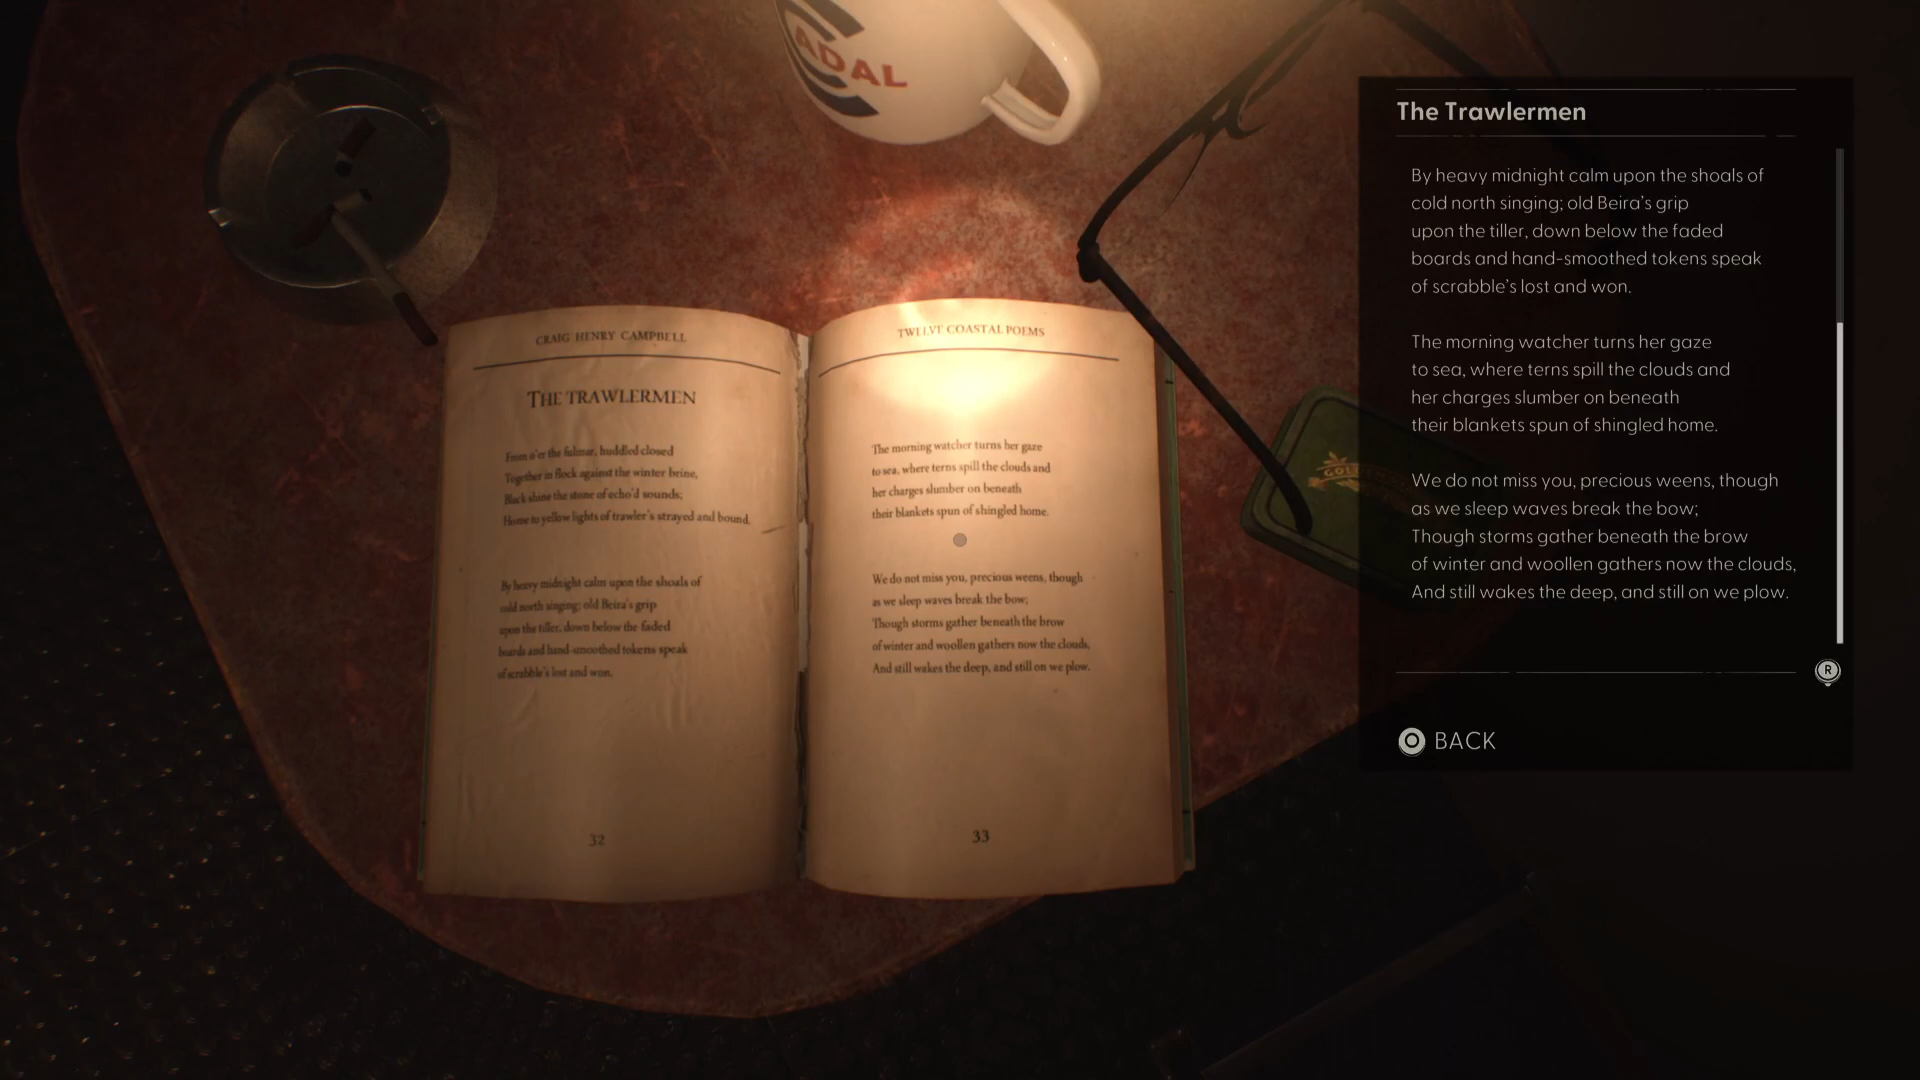 ADAL
CRAIG HENRY CAMPBELL
THE TRAWLERMEN
From o'er the fulmar, huddled closed
Together in flock against the winter brine,
Black shine the stone of echo'd sounds;
Home to yellow lights of trawler's strayed and bound.
By heavy midnight calm upon the shoals of
cold north singing; old Beira's grip
upon the tiller, down below the faded
boards and hand-smoothed tokens speak
of scrabble's lost and won.
32
TWELVE COASTAL POEMS
The morning watcher turns her gaze
to sea, where terns spill the clouds and
her charges slumber on beneath
their blankets spun of shingled home.
We do not miss you, precious weens, though
as we sleep waves break the bow;
Though storms gather beneath the brow
of winter and woollen gathers now the clouds,
And still wakes the deep, and still on we plow.
33
GOL
The Trawlermen
By heavy midnight calm upon the shoals of
cold north singing; old Beira's grip
upon the tiller, down below the faded
boards and hand-smoothed tokens speak
of scrabble's lost and won.
The morning watcher turns her gaze
to sea, where terns spill the clouds and
her charges slumber on beneath
their blankets spun of shingled home.
We do not miss you, precious weens, though
as we sleep waves break the bow;
Though storms gather beneath the brow
of winter and woollen gathers now the clouds,
And still wakes the deep, and still on we plow.
R
BACK